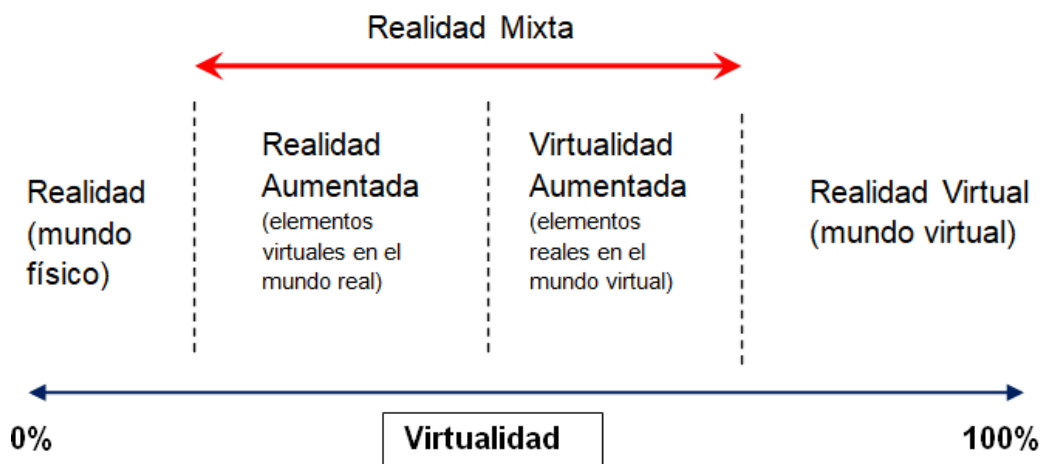 Realidad Mixta
Realidad
(mundo
físico)
Realidad
Aumentada
(elementos
virtuales en el
mundo real)
Virtualidad
Aumentada
(elementos
reales en el
mundo virtual)
Realidad Virtual
(mundo virtual)
0%
Virtualidad
100%